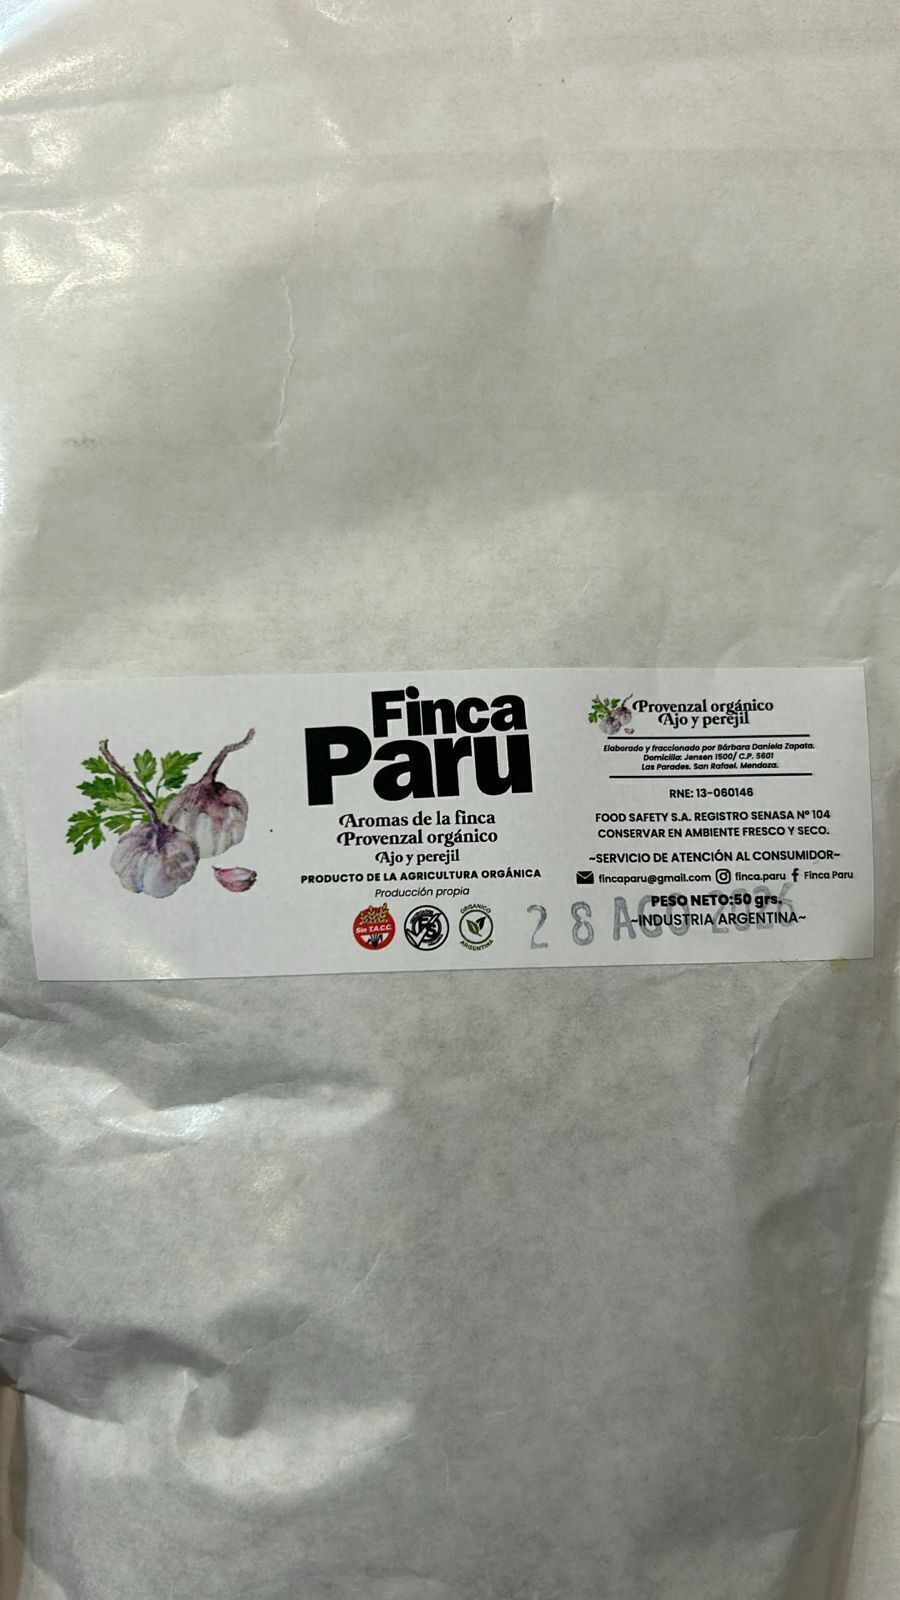 Finca
Paru
Aromas de la finca
Provenzal orgánico
Ajo y perejil
PRODUCTO DE LA AGRICULTURA ORGÁNICA
Producción propia
Sin T.A.C.C.
ORGANICO
ARGENTINA
Provenzal orgánico
Ajo y perejil
Elaborado y fraccionado por Bárbara Daniela Zapata.
Domicilio: Jensen 1500/ C.P. 5601
Las Paredes. San Rafael. Mendoza.
RNE: 13-060146
FOOD SAFETY S.A. REGISTRO SENASA Nº 104
CONSERVAR EN AMBIENTE FRESCO Y SECO.
~SERVICIO DE ATENCIÓN AL CONSUMIDOR~
fincaparu@gmail.com finca.paru Finca Paru
PESO NETO:50 grs.
~INDUSTRIA ARGENTINA~
28 AGO 2026